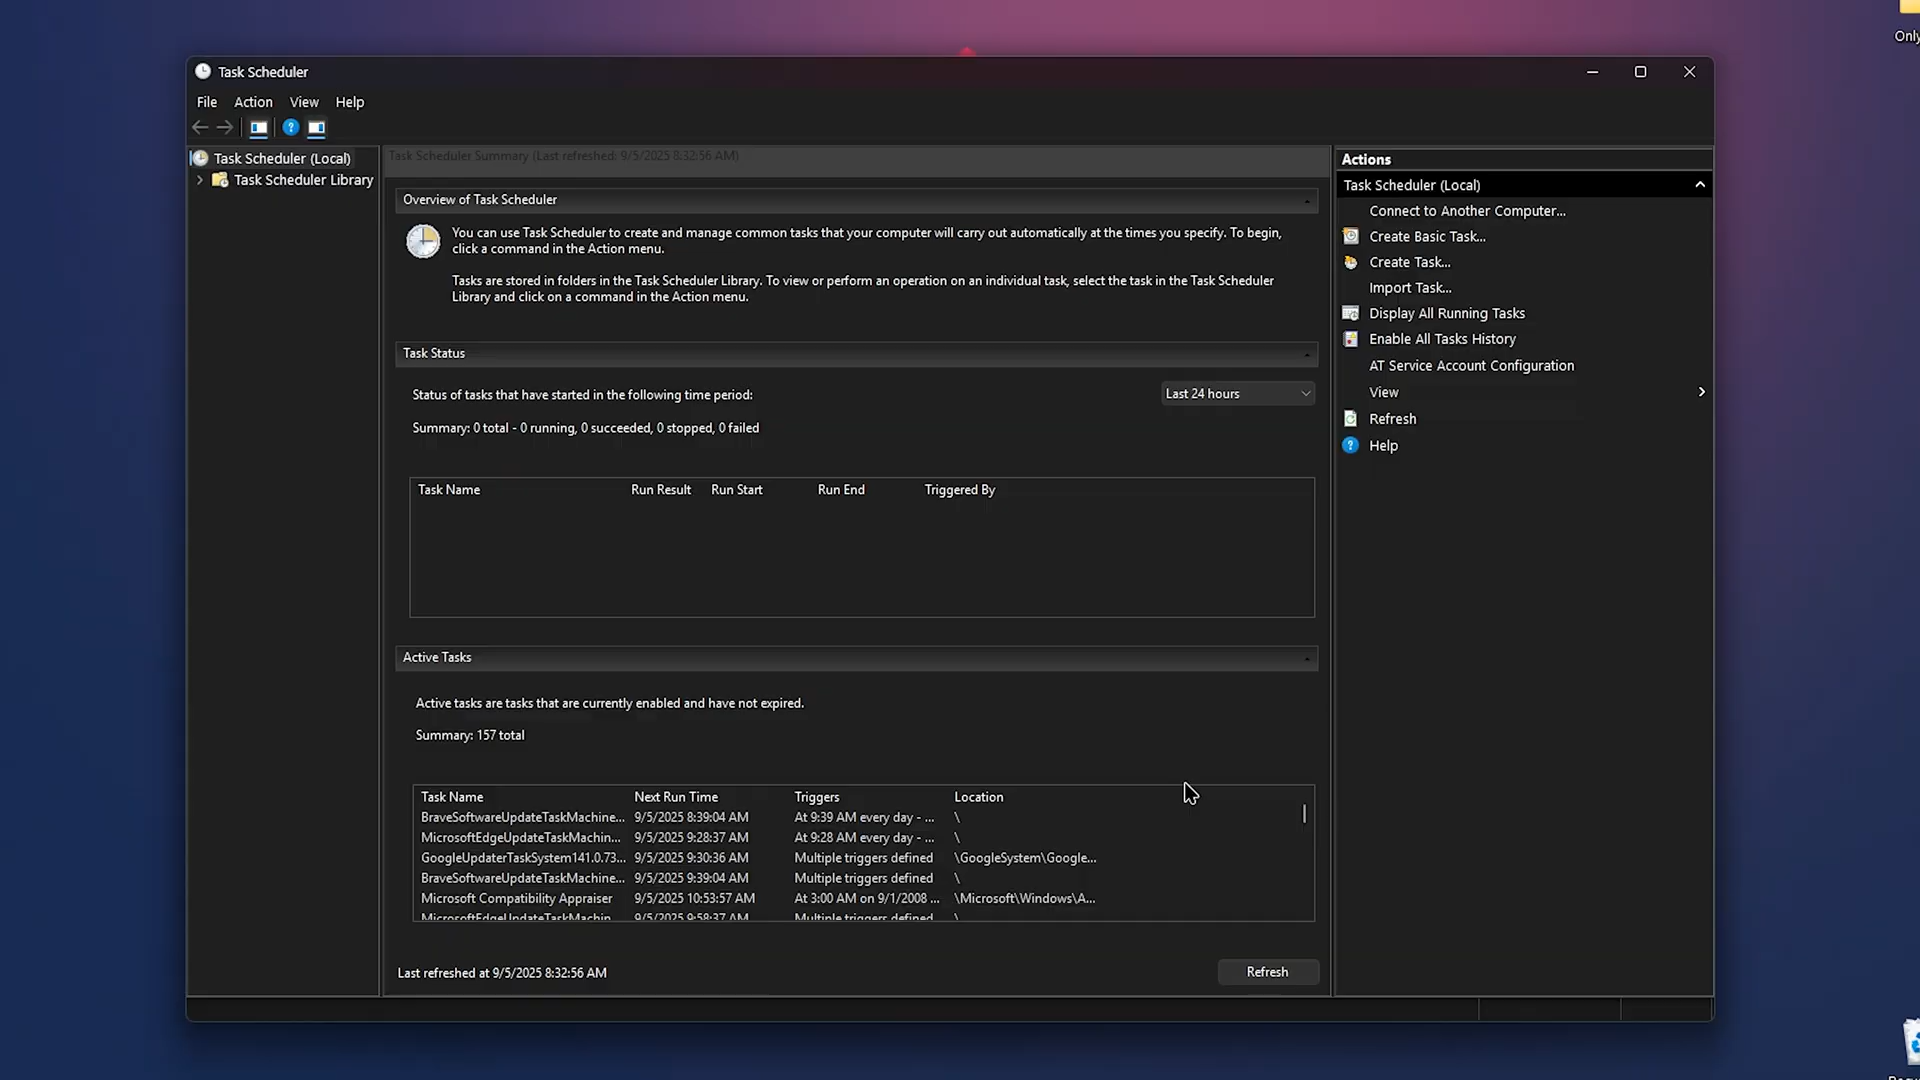 Only
Task Scheduler
File Action View Help
Task Scheduler (Local)
Task Scheduler Library
Task Scheduler Summary (Last refreshed: 9/5/2025 8:32:56 AM)
Overview of Task Scheduler
You can use Task Scheduler to create and manage common tasks that your computer will carry out automatically at the times you specify. To begin,
click a command in the Action menu.
Tasks are stored in folders in the Task Scheduler Library. To view or perform an operation on an individual task, select the task in the Task Scheduler
Library and click on a command in the Action menu.
Task Status
Status of tasks that have started in the following time period:
Last 24 hours
Summary: 0 total - 0 running, 0 succeeded, 0 stopped, 0 failed
Task Name Run Result Run Start Run End Triggered By
Active Tasks
Active tasks are tasks that are currently enabled and have not expired.
Summary: 157 total
Task Name Next Run Time Triggers Location
BraveSoftwareUpdateTaskMachine... 9/5/2025 8:39:04 AM At 9:39 AM every day - ... \
MicrosoftEdgeUpdateTaskMachin... 9/5/2025 9:28:37 AM At 9:28 AM every day - ... \
GoogleUpdaterTaskSystem141.0.73... 9/5/2025 9:30:36 AM Multiple triggers defined \GoogleSystem\Google...
BraveSoftwareUpdateTaskMachine... 9/5/2025 9:39:04 AM Multiple triggers defined \
Microsoft Compatibility Appraiser 9/5/2025 10:53:57 AM At 3:00 AM on 9/1/2008 ... \Microsoft\Windows\A...
MicrosoftEdgeUpdateTaskMachin... 9/5/2025 9:58:37 AM Multiple triggers defined \
Last refreshed at 9/5/2025 8:32:56 AM
Refresh
Actions
Task Scheduler (Local)
Connect to Another Computer...
Create Basic Task...
Create Task...
Import Task...
Display All Running Tasks
Enable All Tasks History
AT Service Account Configuration
View
Refresh
Help